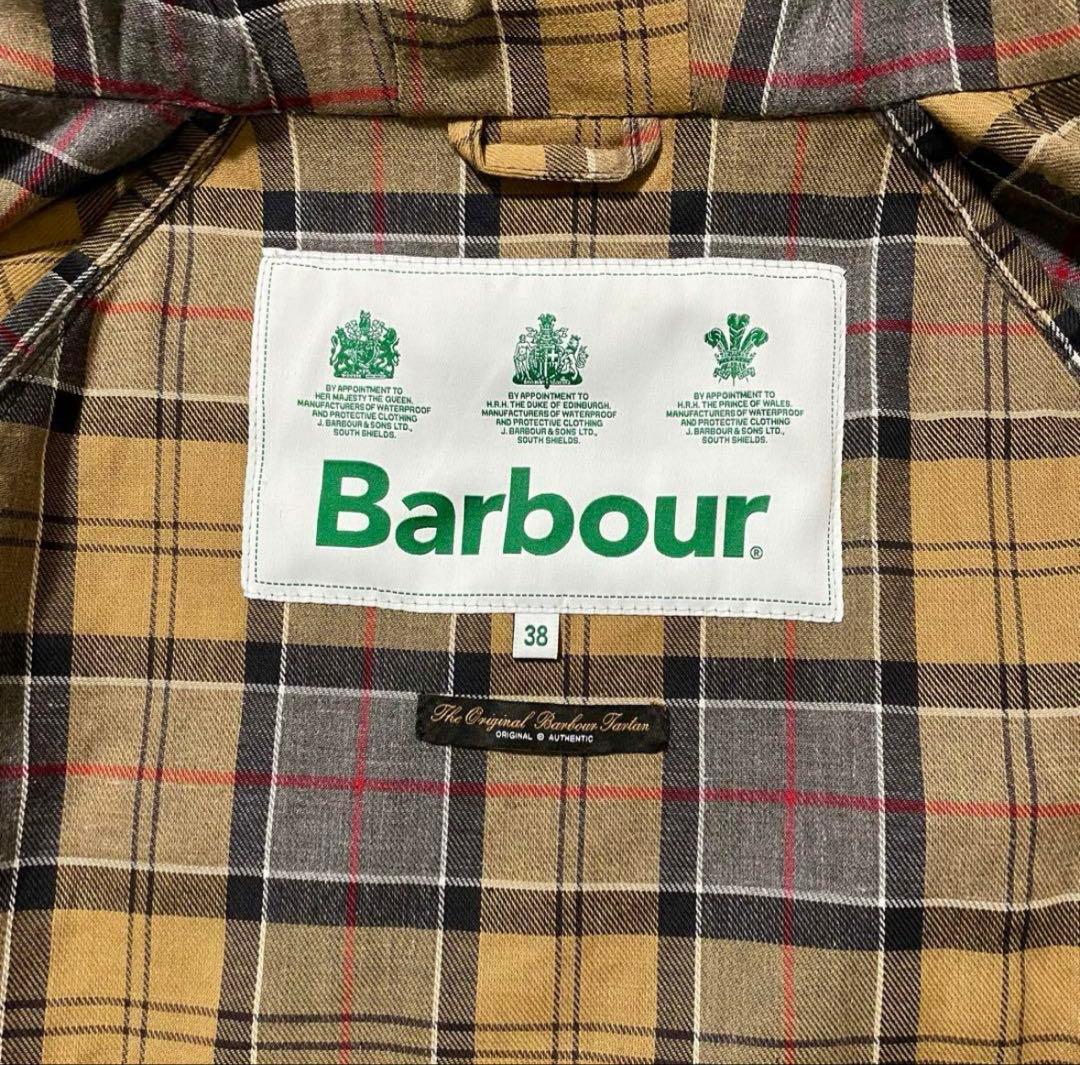 BY APPOINTMENT TO
HER MAJESTY THE QUEEN.
MANUFACTURERS OF WATERPROOF
AND PROTECTIVE CLOTHING
J. BARBOUR & SONS LTD.,
SOUTH SHIELDS.
BY APPOINTMENT TO
H.R.H. THE DUKE OF EDINBURGH.
MANUFACTURERS OF WATERPROOF
AND PROTECTIVE CLOTHING
J. BARBOUR & SONS LTD.,
SOUTH SHIELDS.
BY APPOINTMENT TO
H.R.H. THE PRINCE OF WALES.
MANUFACTURERS OF WATERPROOF
AND PROTECTIVE CLOTHING
J. BARBOUR & SONS LTD.,
SOUTH SHIELDS.
Barbour®
38
The Original Barbour Tartan
ORIGINAL © AUTHENTIC